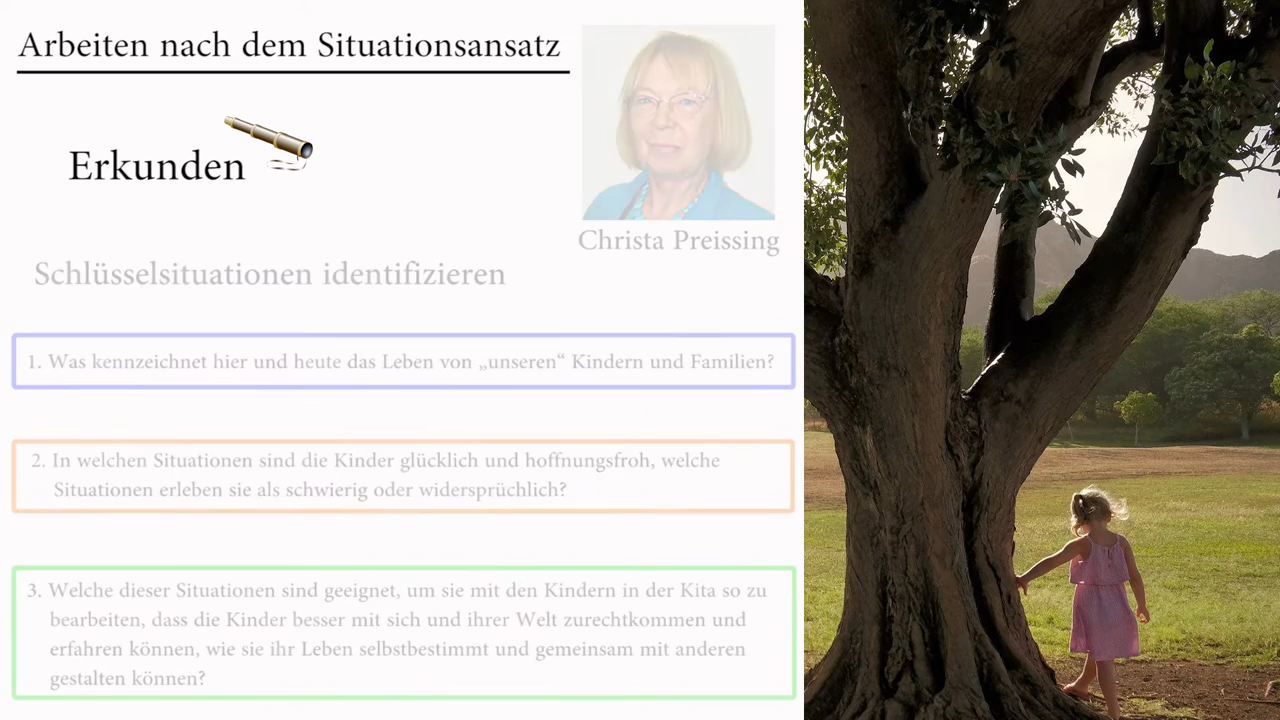 Arbeiten nach dem Situationsansatz
Erkunden
Christa Preissing
Schlüsselsituationen identifizieren
1. Was kennzeichnet hier und heute das Leben von „unseren“ Kindern und Familien?
2. In welchen Situationen sind die Kinder glücklich und hoffnungsfroh, welche
Situationen erleben sie als schwierig oder widersprüchlich?
3. Welche dieser Situationen sind geeignet, um sie mit den Kindern in der Kita so zu
bearbeiten, dass die Kinder besser mit sich und ihrer Welt zurechtkommen und
erfahren können, wie sie ihr Leben selbstbestimmt und gemeinsam mit anderen
gestalten können?